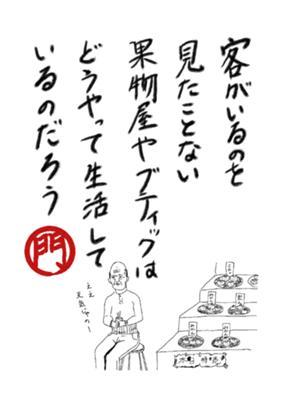 客がいるのを
見たことない
果物屋やブティックは
どうやって生活して
いるのだろう
門
ええ
天気やのー